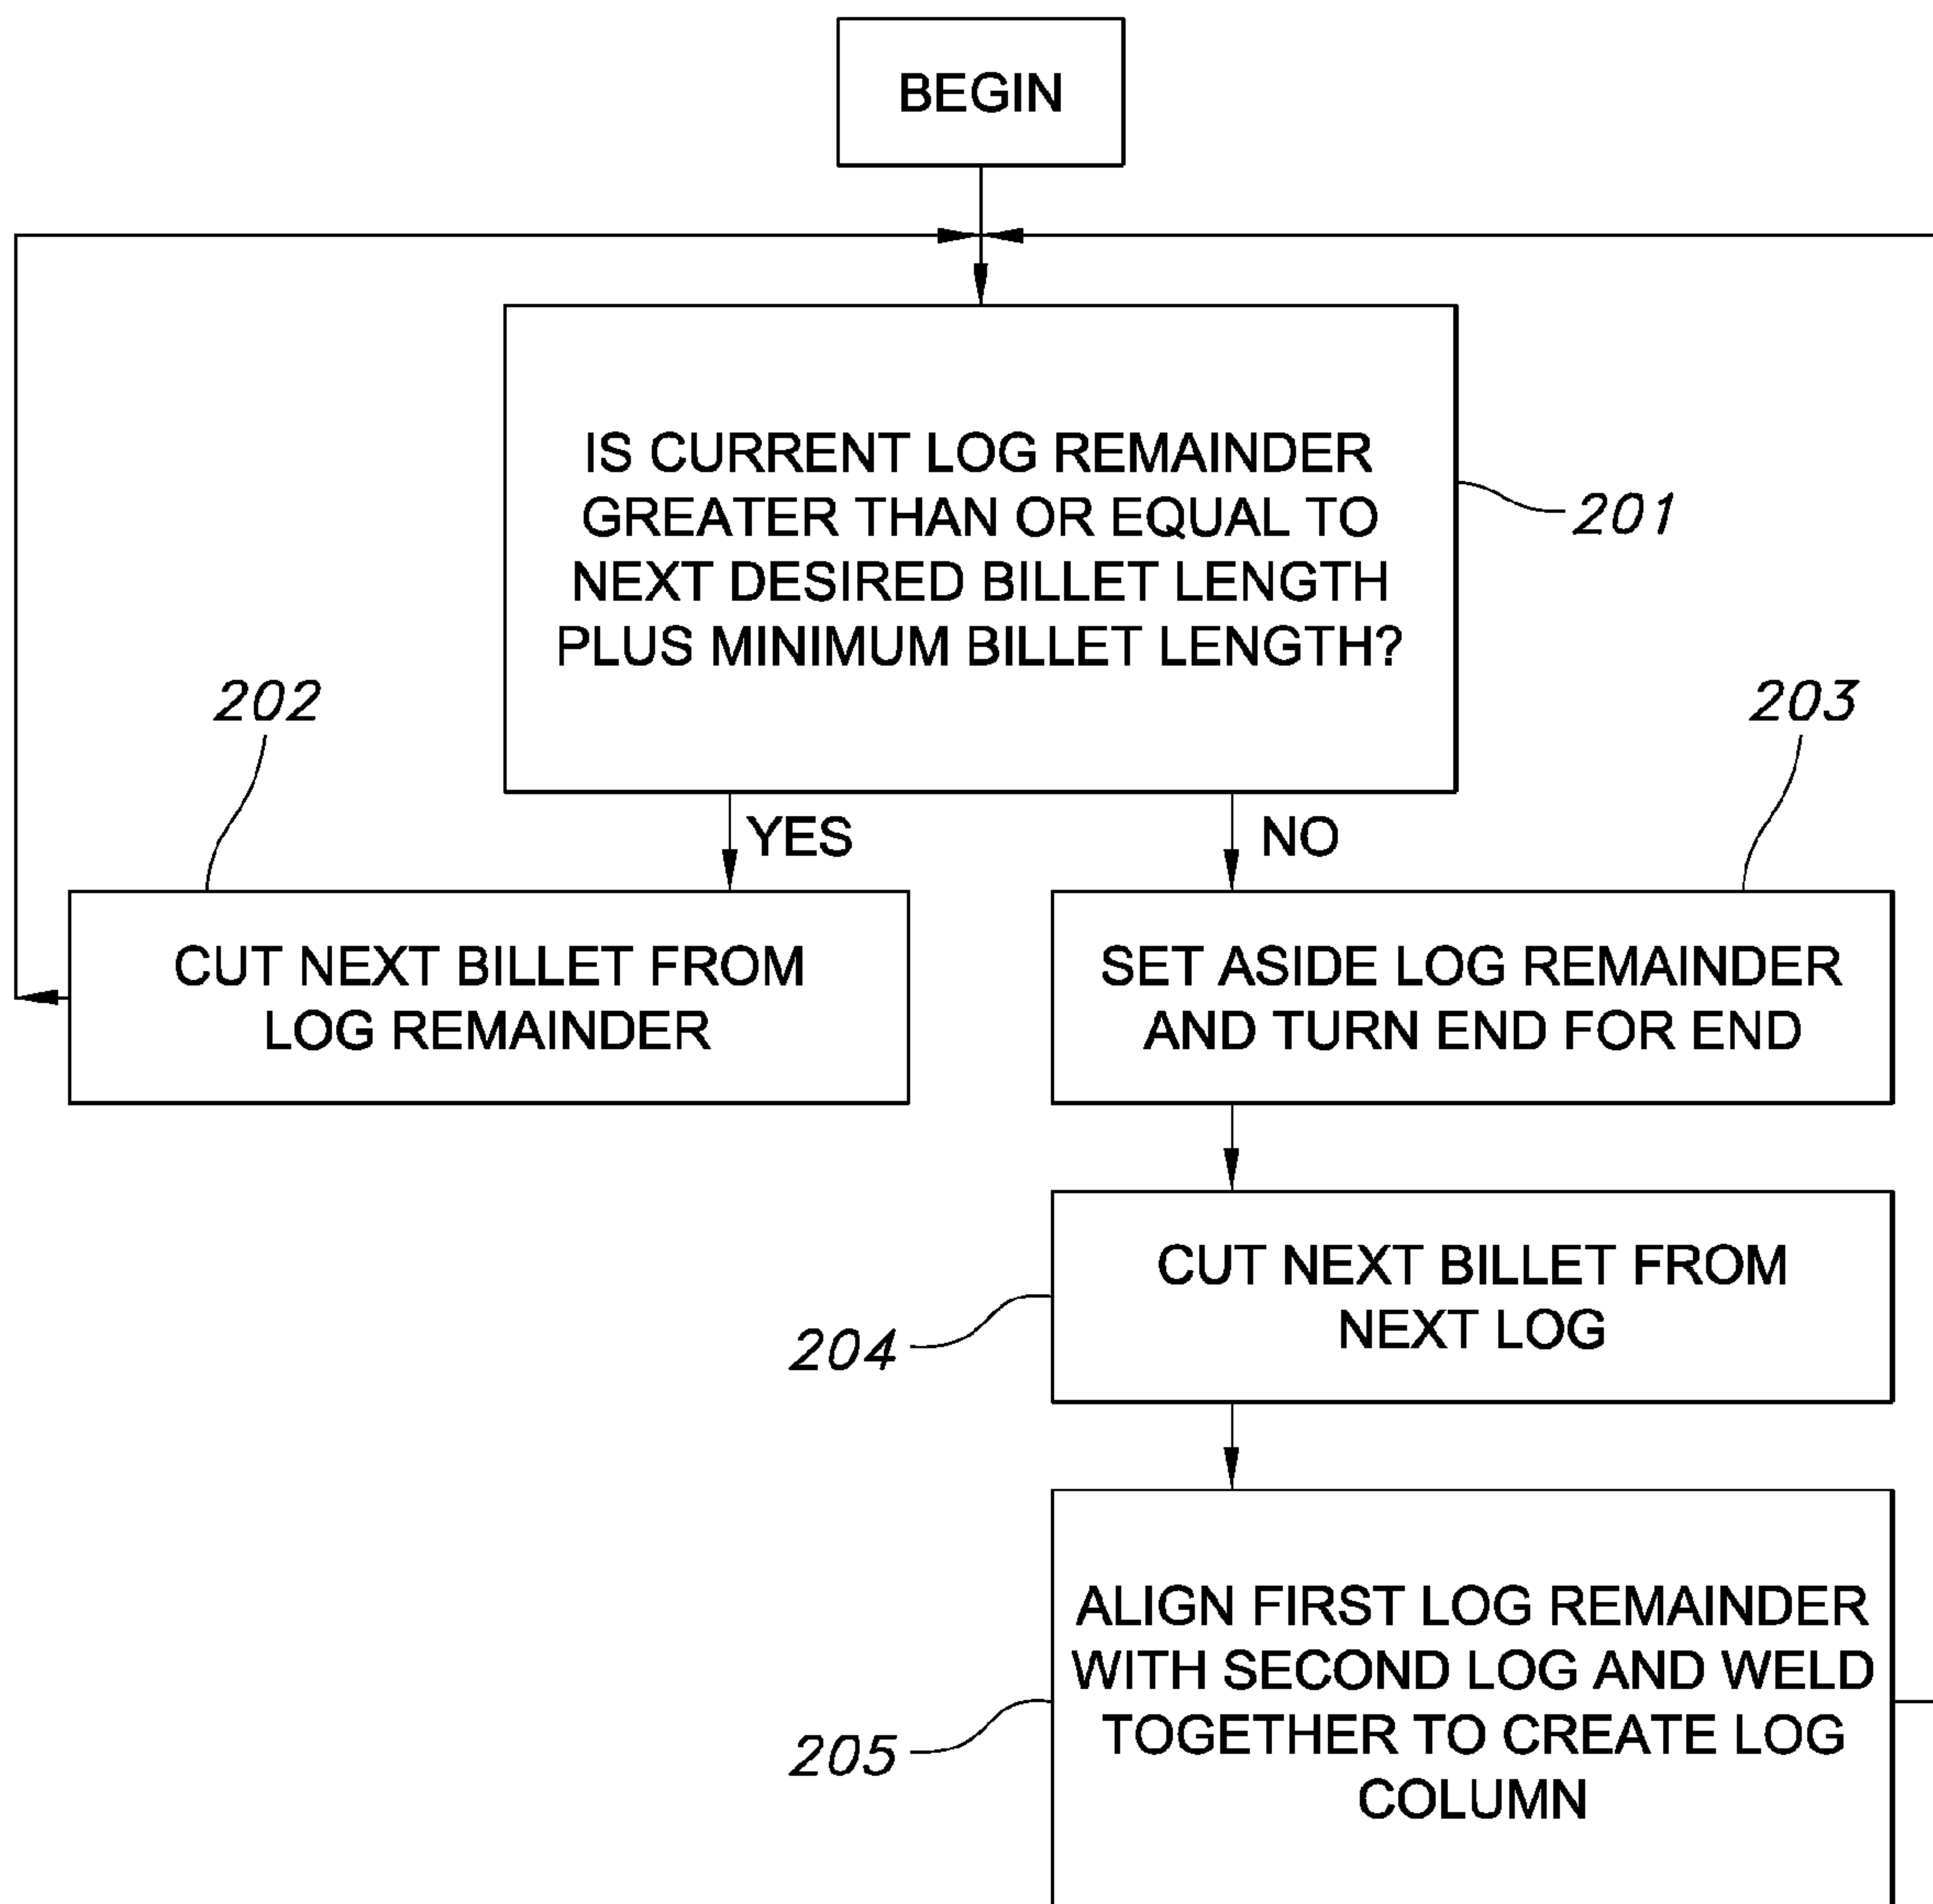 BEGIN
IS CURRENT LOG REMAINDER
GREATER THAN OR EQUAL TO
NEXT DESIRED BILLET LENGTH
PLUS MINIMUM BILLET LENGTH?
201
202
203
YES
NO
CUT NEXT BILLET FROM
LOG REMAINDER
SET ASIDE LOG REMAINDER
AND TURN END FOR END
CUT NEXT BILLET FROM
NEXT LOG
204
ALIGN FIRST LOG REMAINDER
WITH SECOND LOG AND WELD
TOGETHER TO CREATE LOG
COLUMN
205